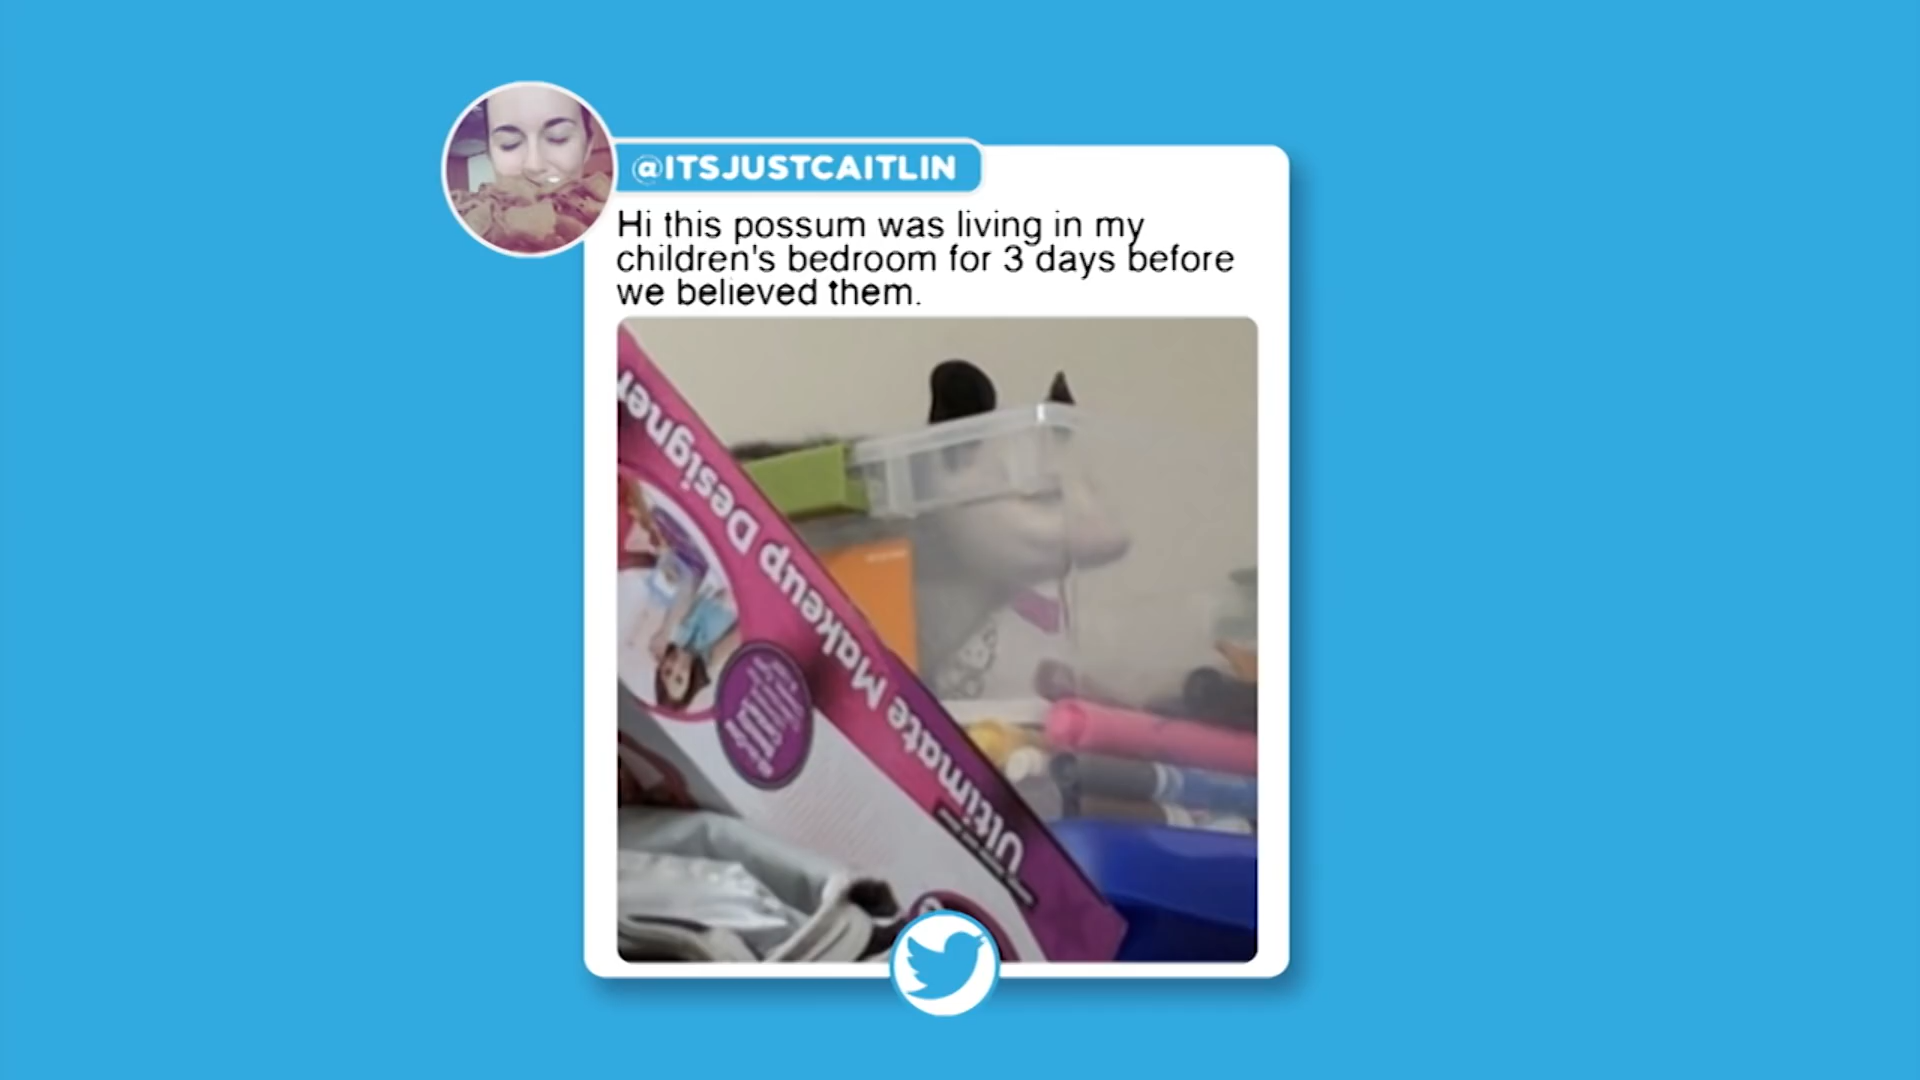 @ITSJUSTCAITLIN
Hi this possum was living in my
children's bedroom for 3 days before
we believed them.
Ultimate Makeup Designer